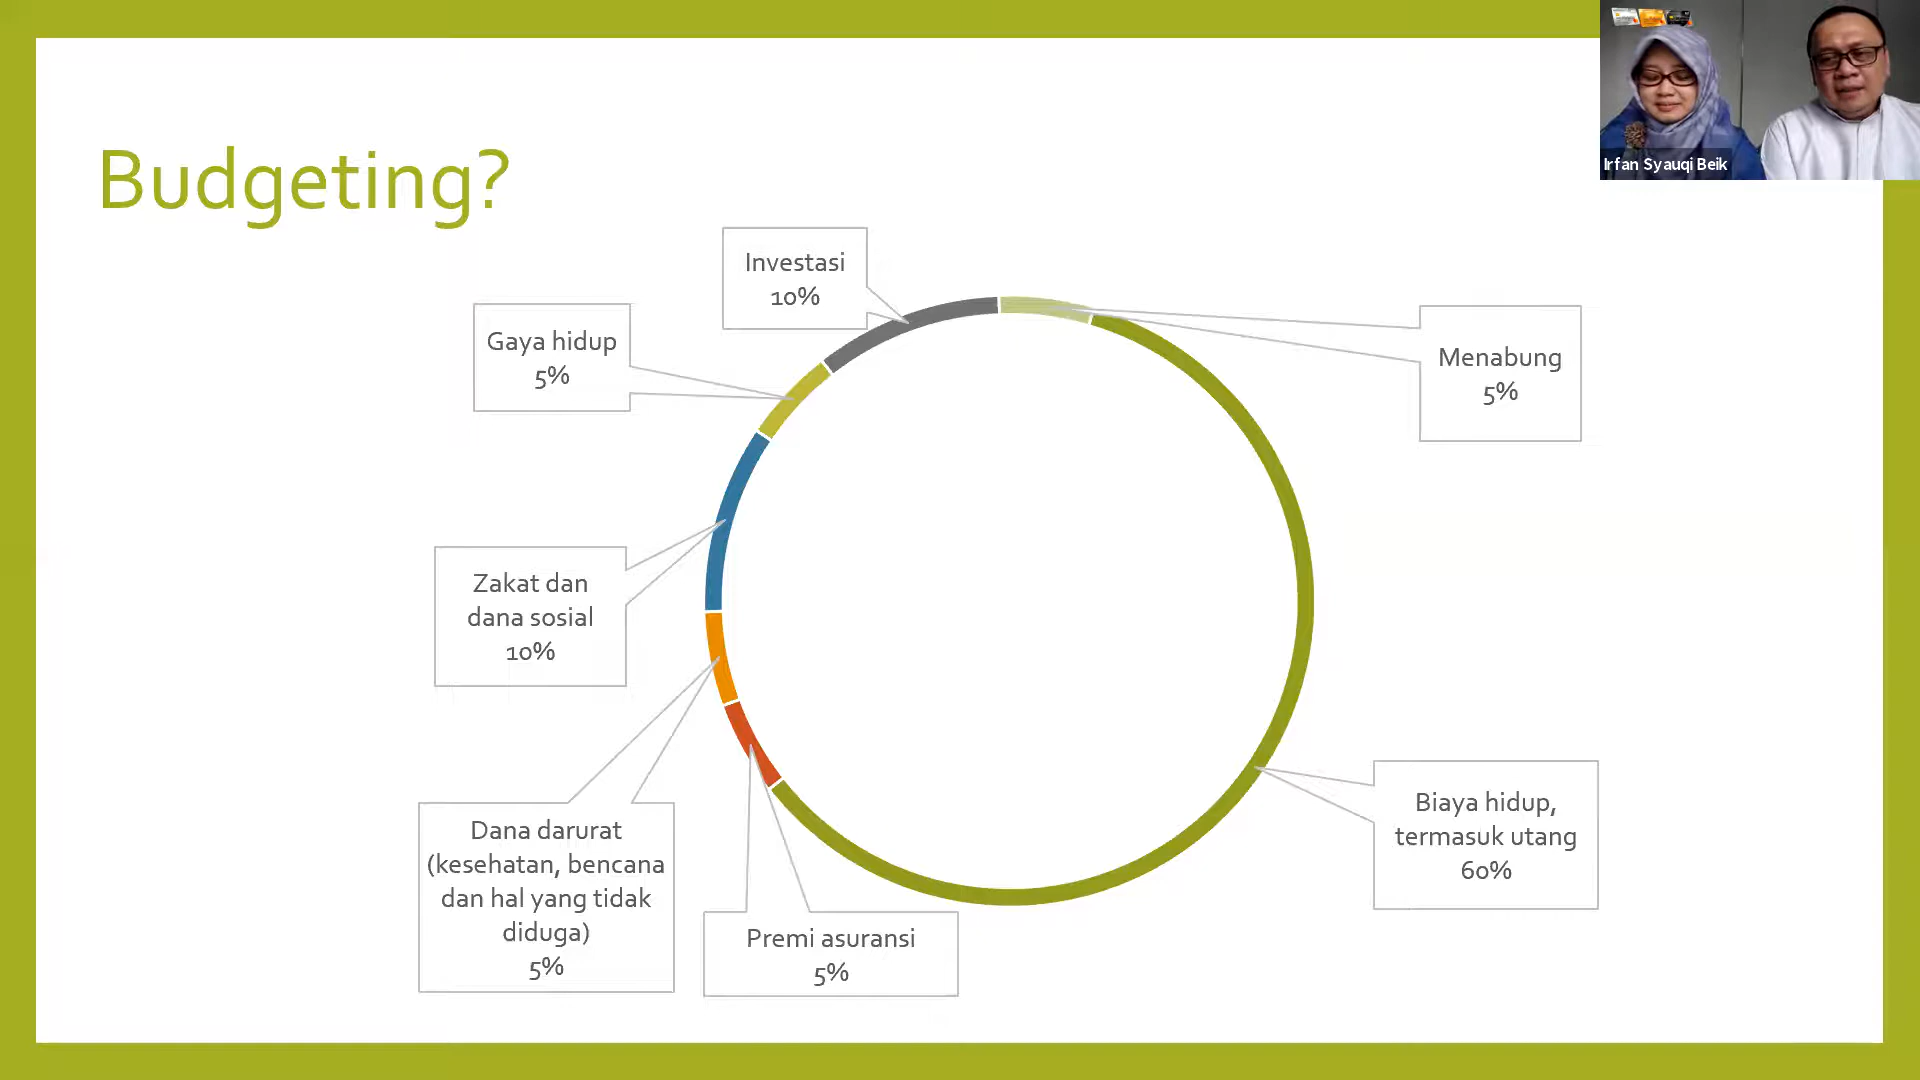 Irfan Syauqi Beik
Budgeting?
Investasi
10%
Gaya hidup
5%
Menabung
5%
Zakat dan
dana sosial
10%
Biaya hidup,
termasuk utang
60%
Dana darurat
(kesehatan, bencana
dan hal yang tidak
diduga)
5%
Premi asuransi
5%